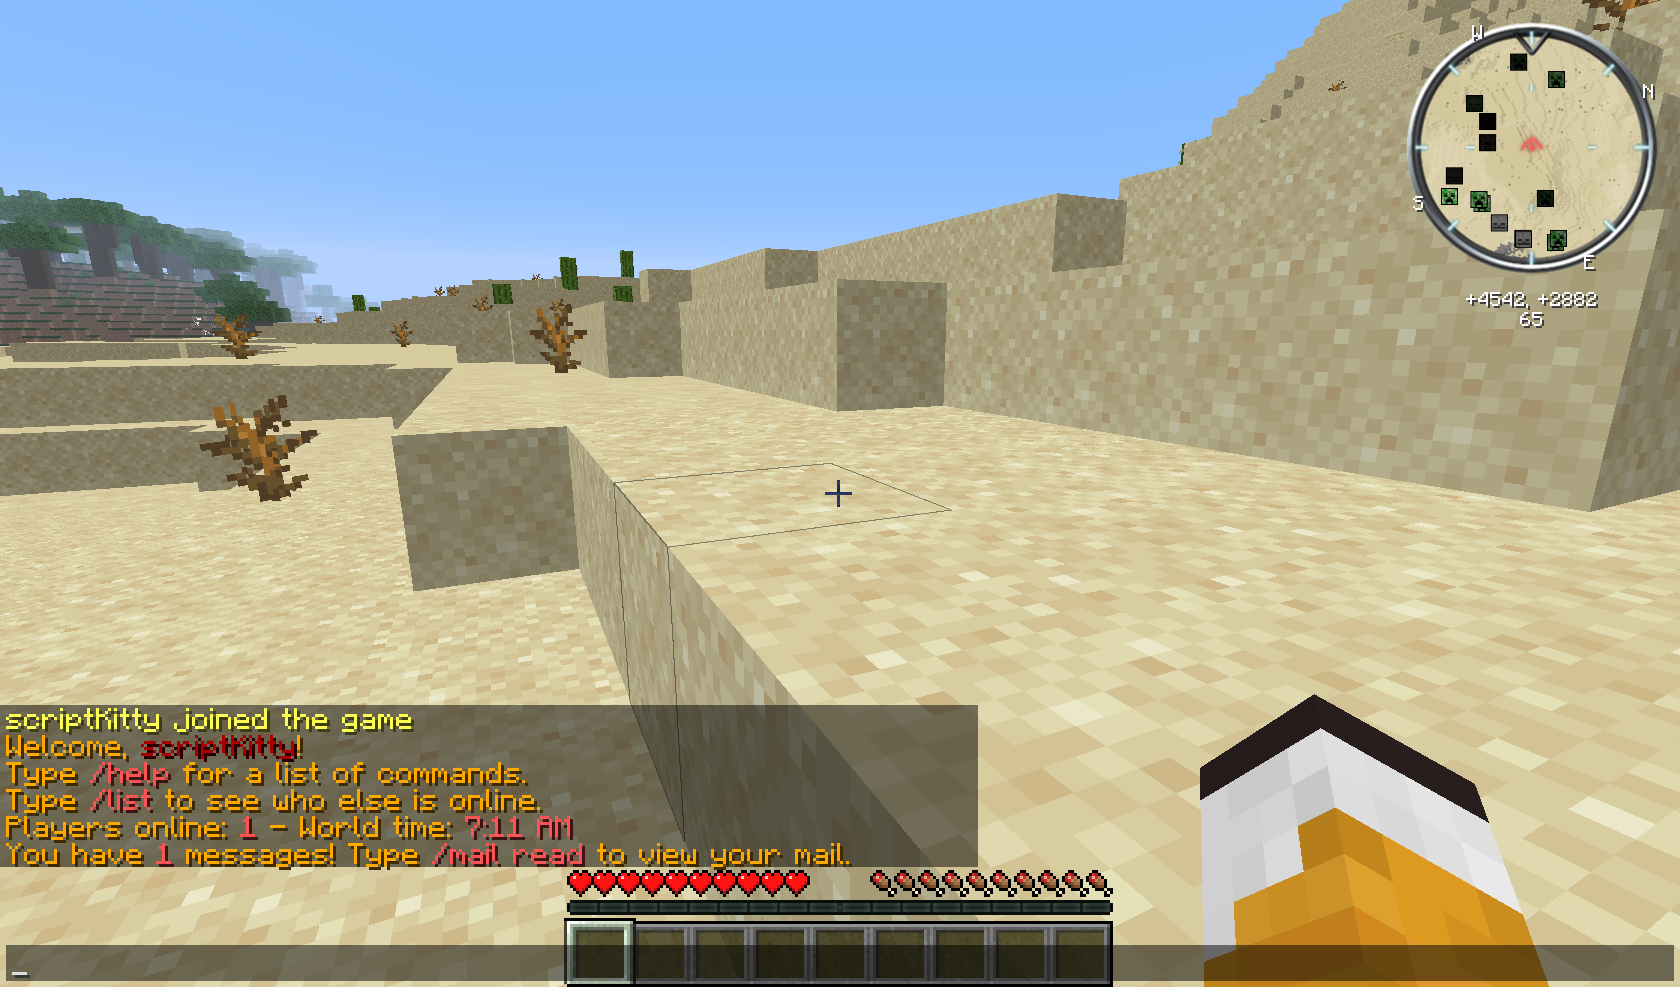 W
N
S
E
+4542, +2882
65
scriptKitty joined the game
Welcome, scriptKitty!
Type /help for a list of commands.
Type /list to see who else is online.
Players online: 1 - World time: 7:11 AM
You have 1 messages! Type /mail read to view your mail.
_